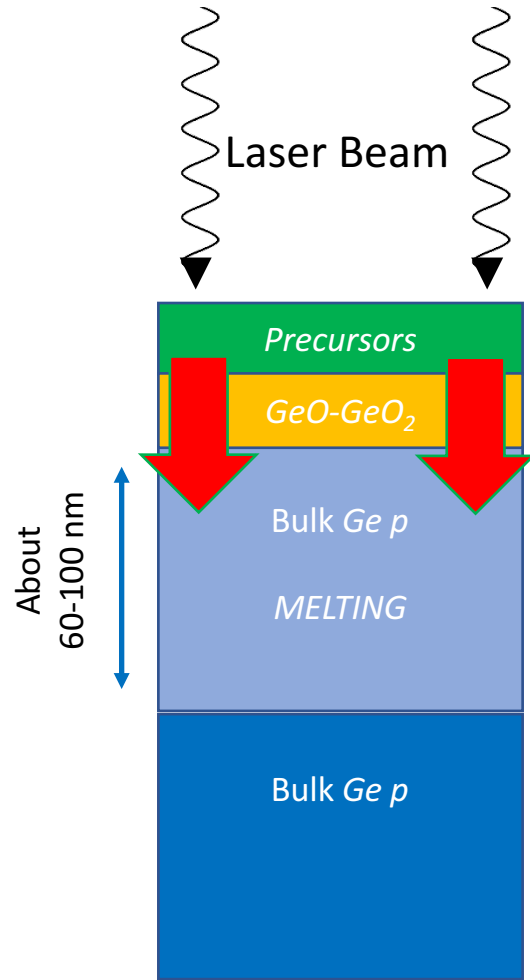 Laser Beam
Precursors
GeO-GeO₂
About
60-100 nm
Bulk Ge p
MELTING
Bulk Ge p